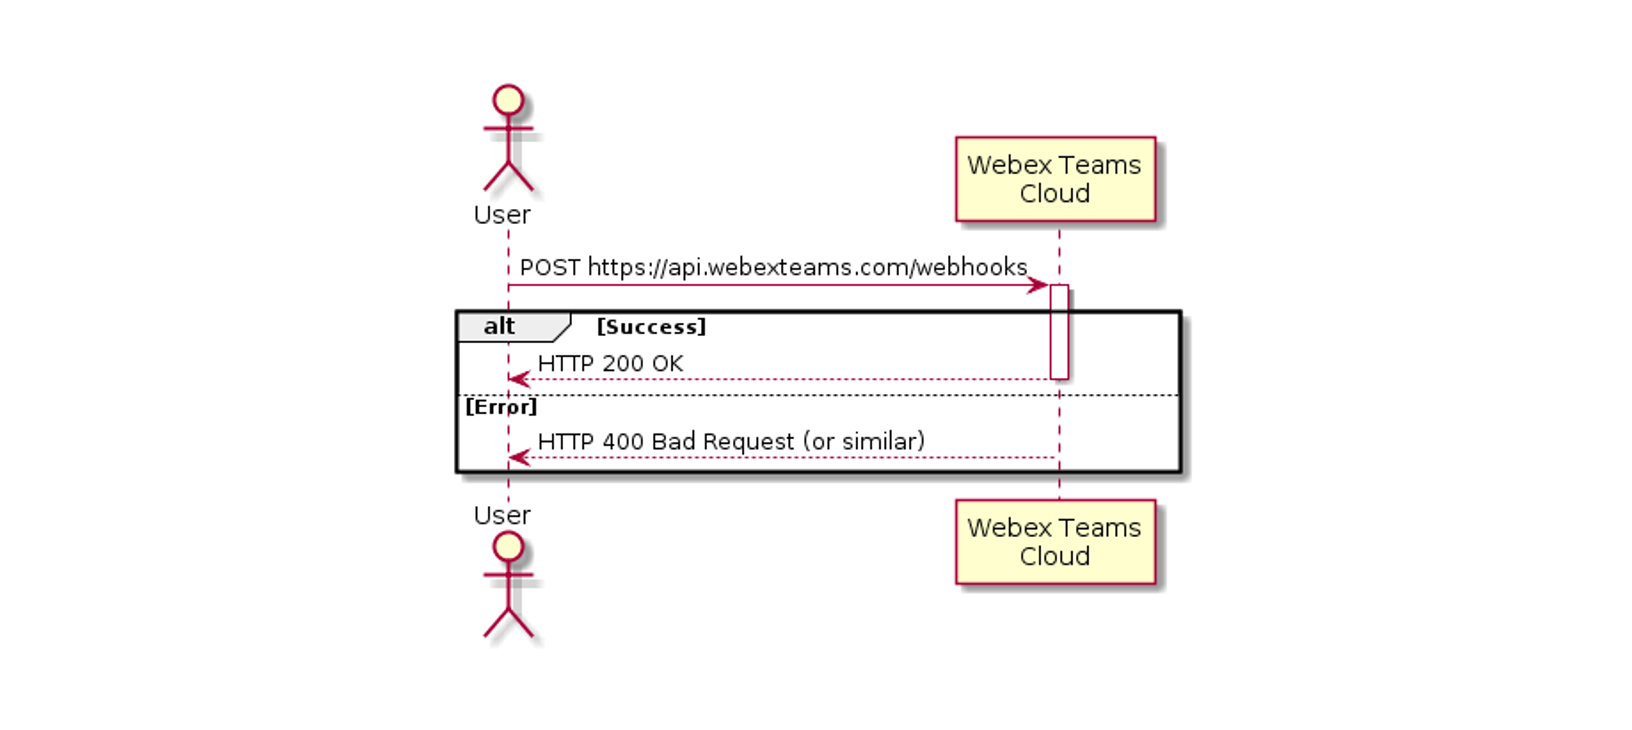 User
Webex Teams
Cloud
POST https://api.webexteams.com/webhooks
alt [Success]
HTTP 200 OK
[Error]
HTTP 400 Bad Request (or similar)
User
Webex Teams
Cloud